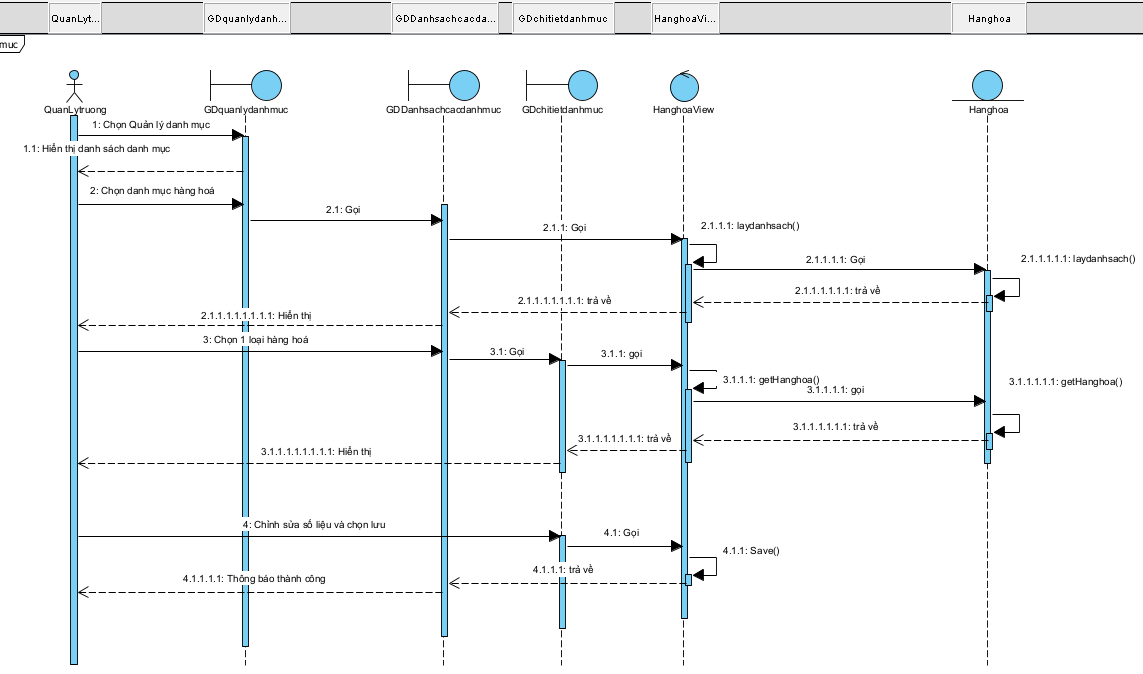 QuanLyt...
GDquanlydanh...
GDDanhsachcacda...
GDchitietdanhmuc
HanghoaVi...
Hanghoa
muc
QuanLytruong
GDquanlydanhmuc
GDDanhsachcacdanhmuc
GDchitietdanhmuc
HanghoaView
Hanghoa
1: Chọn Quản lý danh mục
1.1: Hiển thị danh sách danh mục
2: Chọn danh mục hàng hoá
2.1: Gọi
2.1.1: Gọi
2.1.1.1: laydanhsach()
2.1.1.1.1: Gọi
2.1.1.1.1.1: laydanhsach()
2.1.1.1.1.1.1: trả về
2.1.1.1.1.1.1.1: trả về
2.1.1.1.1.1.1.1.1: Hiển thị
3: Chọn 1 loại hàng hoá
3.1: Gọi
3.1.1: gọi
3.1.1.1: getHanghoa()
3.1.1.1.1: gọi
3.1.1.1.1.1: getHanghoa()
3.1.1.1.1.1.1: trả về
3.1.1.1.1.1.1.1: trả về
3.1.1.1.1.1.1.1.1: Hiển thị
4: Chỉnh sửa số liệu và chọn lưu
4.1: Gọi
4.1.1: Save()
4.1.1.1: trả về
4.1.1.1.1: Thông báo thành công